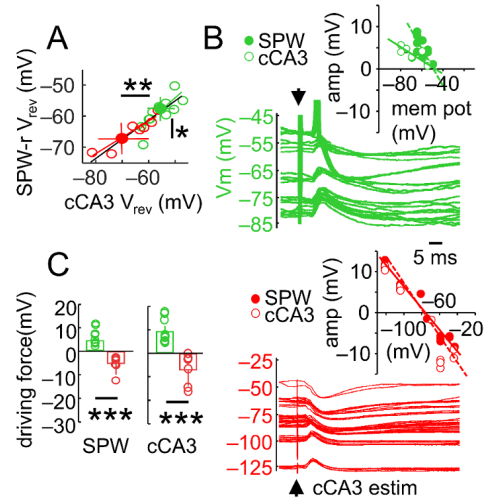 A
SPW-r Vrev (mV)
−50
−60
−70
**
*
−80
−60
cCA3 Vrev (mV)
B
SPW
cCA3
amp (mV)
10
0
−10
−80
−40
mem pot
(mV)
Vm (mV)
−45
−55
−65
−75
−85
5 ms
C
driving force(mV)
20
10
0
−10
−20
−30
***
***
SPW
cCA3
SPW
cCA3
amp (mV)
10
0
−10
−60
−100
−20
(mV)
−25
−50
−75
−100
−125
cCA3 estim